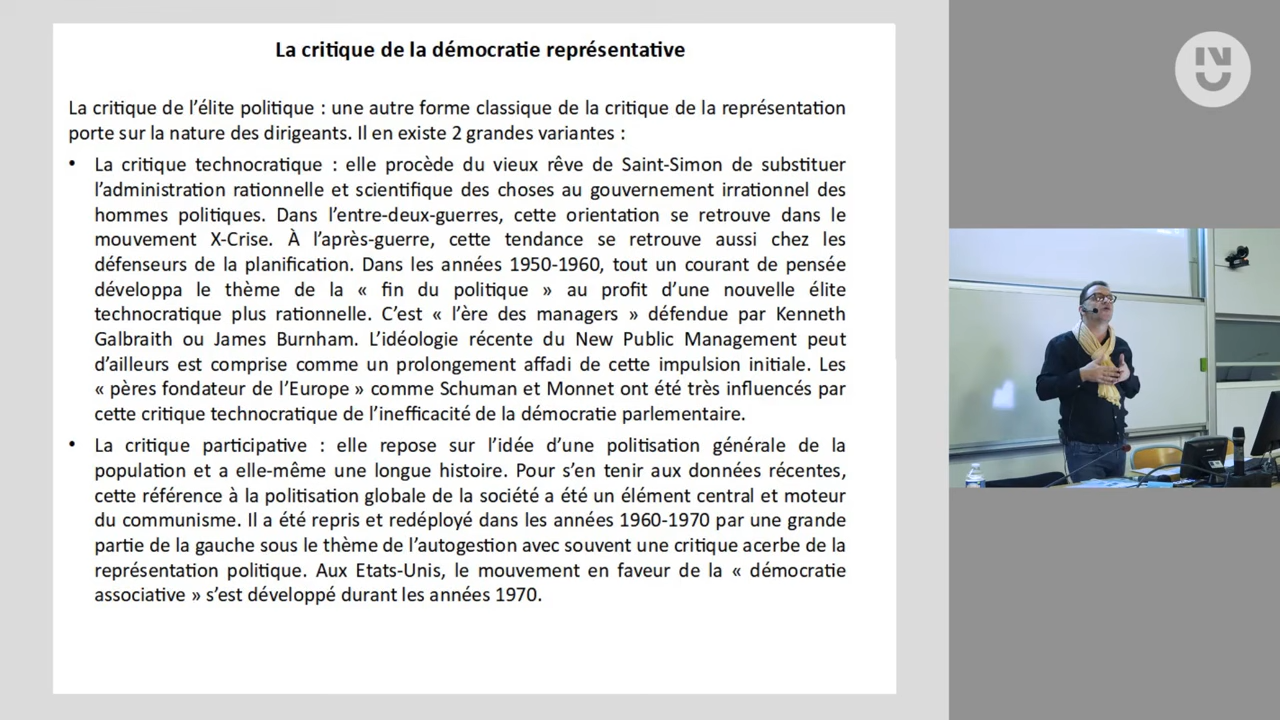 La critique de la démocratie représentative
La critique de l'élite politique : une autre forme classique de la critique de la représentation
porte sur la nature des dirigeants. Il en existe 2 grandes variantes :
• La critique technocratique : elle procède du vieux rêve de Saint-Simon de substituer
l'administration rationnelle et scientifique des choses au gouvernement irrationnel des
hommes politiques. Dans l'entre-deux-guerres, cette orientation se retrouve dans le
mouvement X-Crise. À l'après-guerre, cette tendance se retrouve aussi chez les
défenseurs de la planification. Dans les années 1950-1960, tout un courant de pensée
développa le thème de la « fin du politique » au profit d'une nouvelle élite
technocratique plus rationnelle. C'est « l'ère des managers » défendue par Kenneth
Galbraith ou James Burnham. L'idéologie récente du New Public Management peut
d'ailleurs est comprise comme un prolongement affadi de cette impulsion initiale. Les
« pères fondateur de l'Europe » comme Schuman et Monnet ont été très influencés par
cette critique technocratique de l'inefficacité de la démocratie parlementaire.
• La critique participative : elle repose sur l'idée d'une politisation générale de la
population et a elle-même une longue histoire. Pour s'en tenir aux données récentes,
cette référence à la politisation globale de la société a été un élément central et moteur
du communisme. Il a été repris et redéployé dans les années 1960-1970 par une grande
partie de la gauche sous le thème de l'autogestion avec souvent une critique acerbe de la
représentation politique. Aux Etats-Unis, le mouvement en faveur de la « démocratie
associative » s'est développé durant les années 1970.